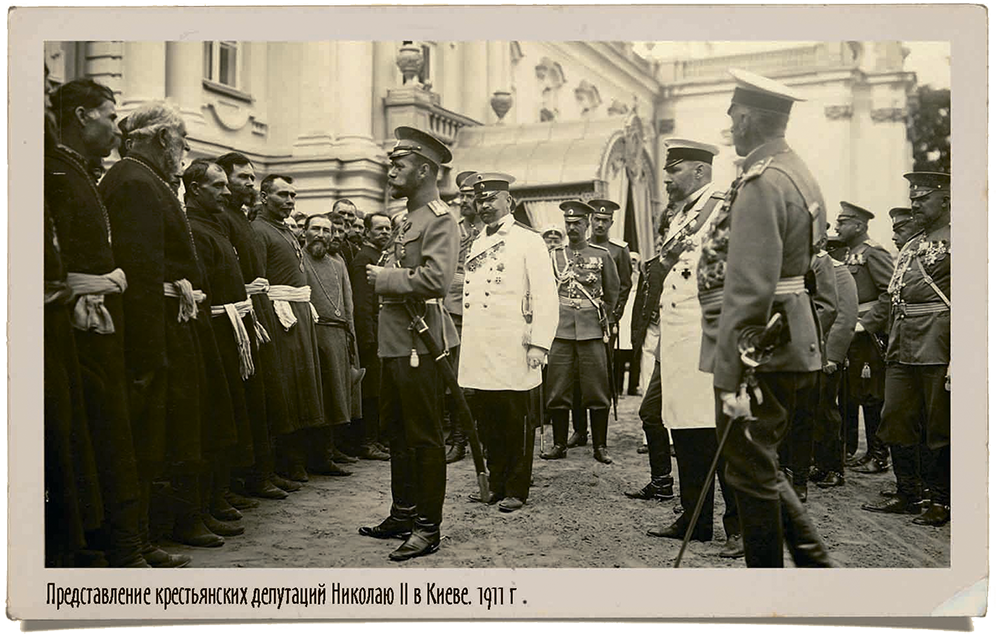 Представление крестьянских депутаций Николаю II в Киеве. 1911 г .